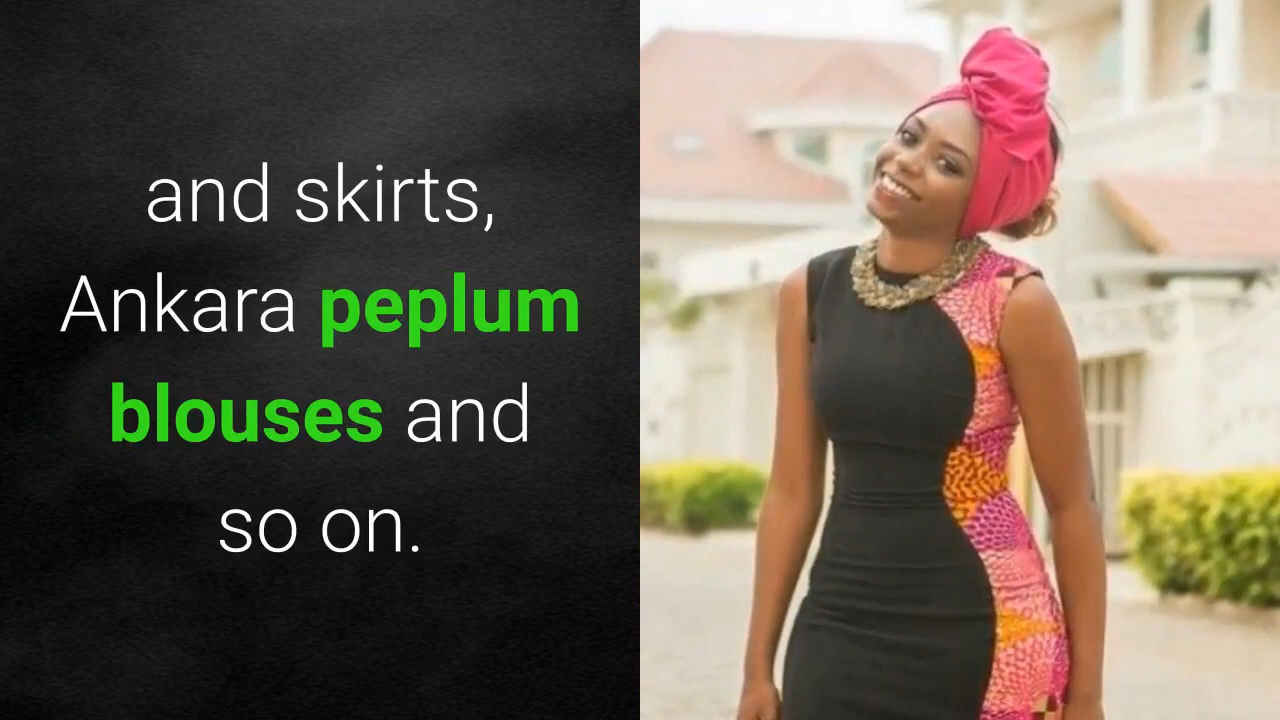 and skirts,
Ankara peplum
blouses and
so on.